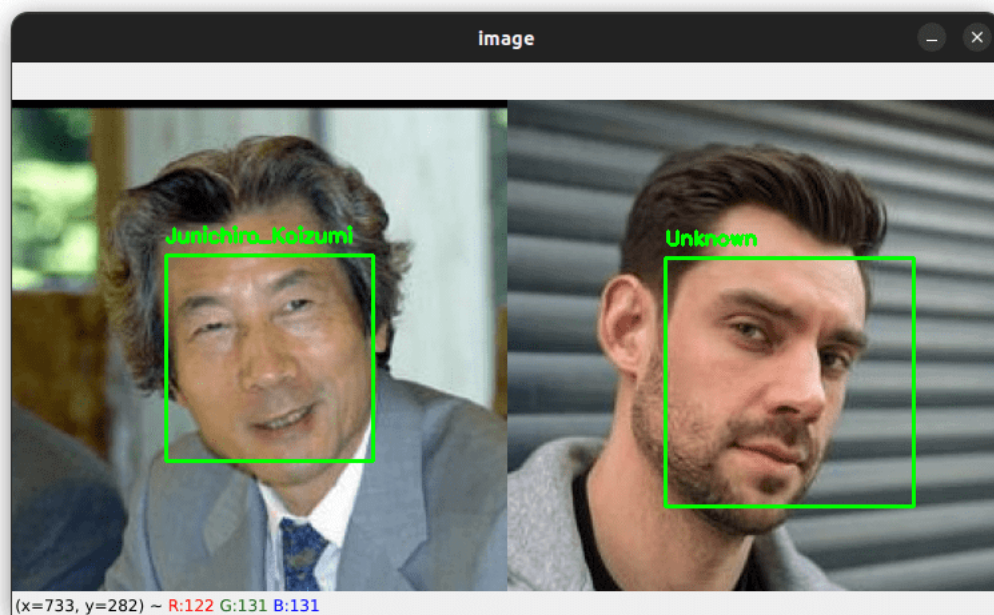 image
Junichiro_Koizumi
Unknown
(x=733, y=282) ~ R:122 G:131 B:131